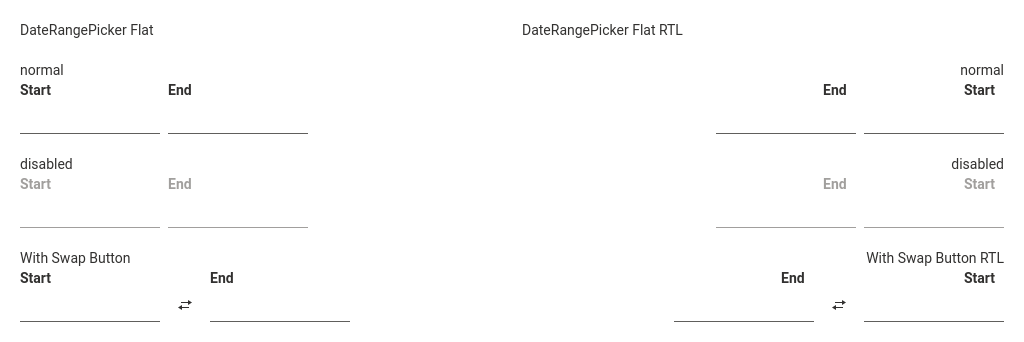 DateRangePicker Flat
normal
Start End
disabled
Start End
With Swap Button
Start End
DateRangePicker Flat RTL
normal
End Start
disabled
End Start
With Swap Button RTL
End Start